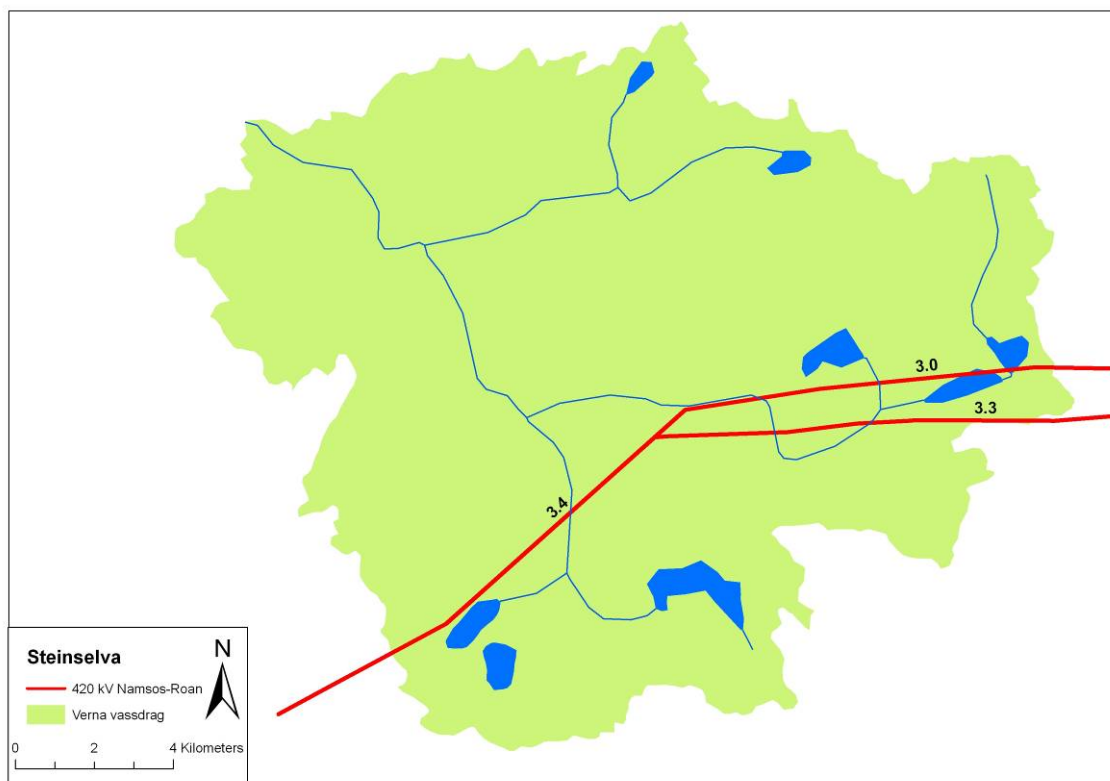 3.0
3.3
3.4
Steinselva
N
420 kV Namsos-Roan
Verna vassdrag
0 2 4 Kilometers